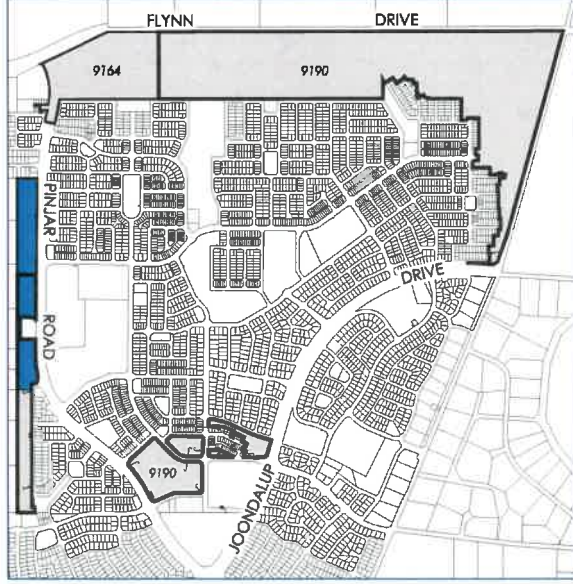 FLYNN DRIVE
9164 9190
PINJAR
ROAD
DRIVE
9190
JOONDALUP